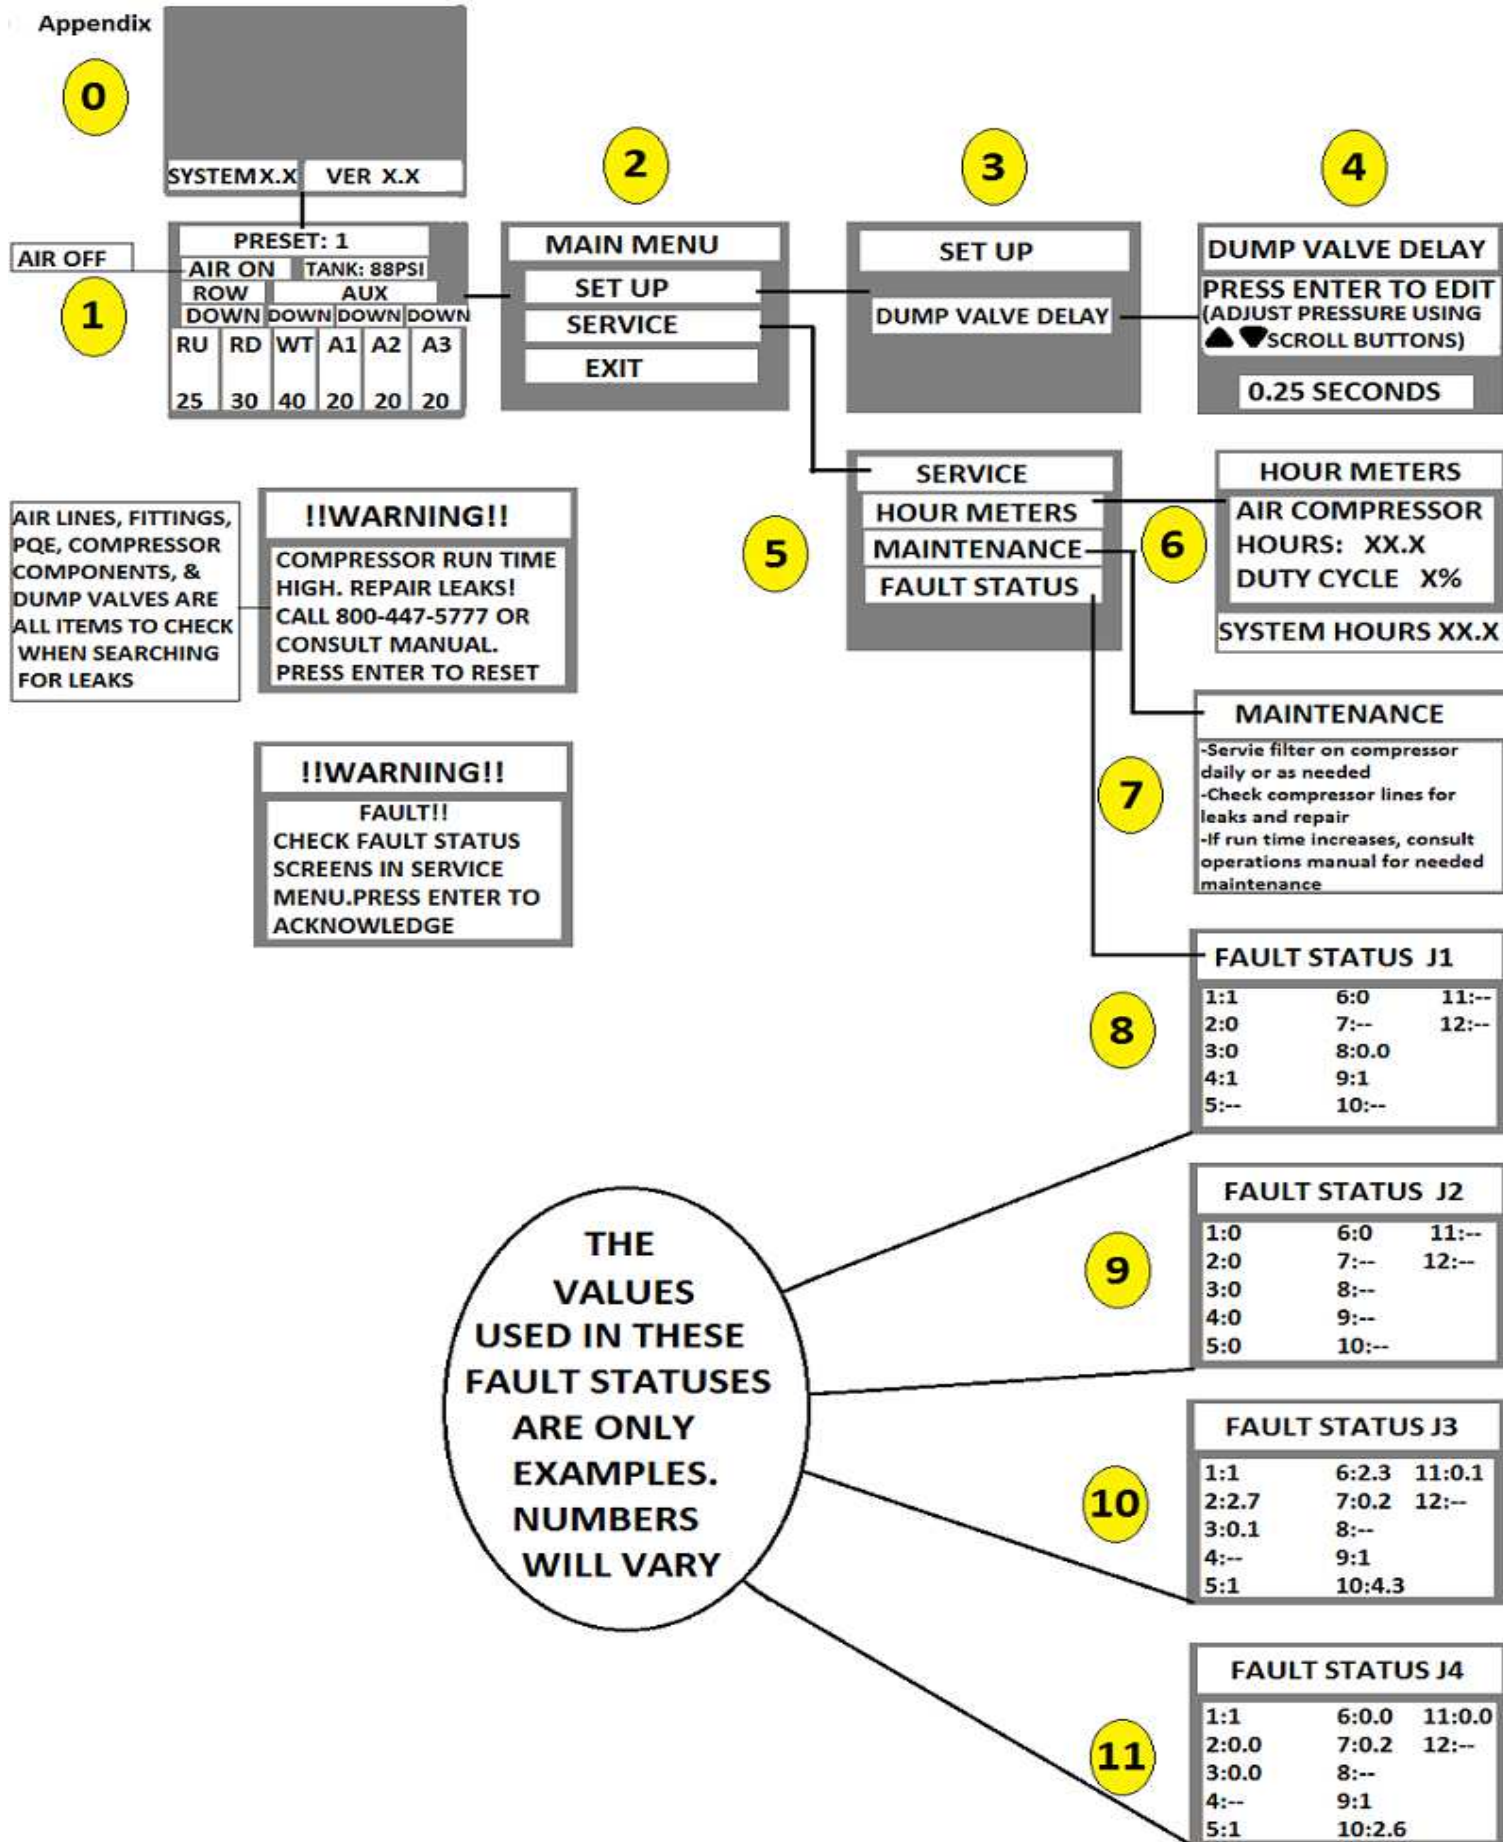 Appendix
0
SYSTEM X.X VER X.X
AIR OFF
1
PRESET: 1
AIR ON TANK: 88PSI
ROW AUX
DOWN DOWN DOWN DOWN
RU RD WT A1 A2 A3
25 30 40 20 20 20
2
MAIN MENU
SET UP
SERVICE
EXIT
3
SET UP
DUMP VALVE DELAY
4
DUMP VALVE DELAY
PRESS ENTER TO EDIT
(ADJUST PRESSURE USING
▲ ▼ SCROLL BUTTONS)
0.25 SECONDS
5
SERVICE
HOUR METERS
MAINTENANCE
FAULT STATUS
6
HOUR METERS
AIR COMPRESSOR
HOURS: XX.X
DUTY CYCLE X%
SYSTEM HOURS XX.X
AIR LINES, FITTINGS,
PQE, COMPRESSOR
COMPONENTS, &
DUMP VALVES ARE
ALL ITEMS TO CHECK
WHEN SEARCHING
FOR LEAKS
!!WARNING!!
COMPRESSOR RUN TIME
HIGH. REPAIR LEAKS!
CALL 800-447-5777 OR
CONSULT MANUAL.
PRESS ENTER TO RESET
!!WARNING!!
FAULT!!
CHECK FAULT STATUS
SCREENS IN SERVICE
MENU.PRESS ENTER TO
ACKNOWLEDGE
7
MAINTENANCE
-Servie filter on compressor
daily or as needed
-Check compressor lines for
leaks and repair
-If run time increases, consult
operations manual for needed
maintenance
8
FAULT STATUS J1
1:1 6:0 11:--
2:0 7:-- 12:--
3:0 8:0.0
4:1 9:1
5:-- 10:--
9
FAULT STATUS J2
1:0 6:0 11:--
2:0 7:-- 12:--
3:0 8:--
4:0 9:--
5:0 10:--
THE
VALUES
USED IN THESE
FAULT STATUSES
ARE ONLY
EXAMPLES.
NUMBERS
WILL VARY
10
FAULT STATUS J3
1:1 6:2.3 11:0.1
2:2.7 7:0.2 12:--
3:0.1 8:--
4:-- 9:1
5:1 10:4.3
11
FAULT STATUS J4
1:1 6:0.0 11:0.0
2:0.0 7:0.2 12:--
3:0.0 8:--
4:-- 9:1
5:1 10:2.6